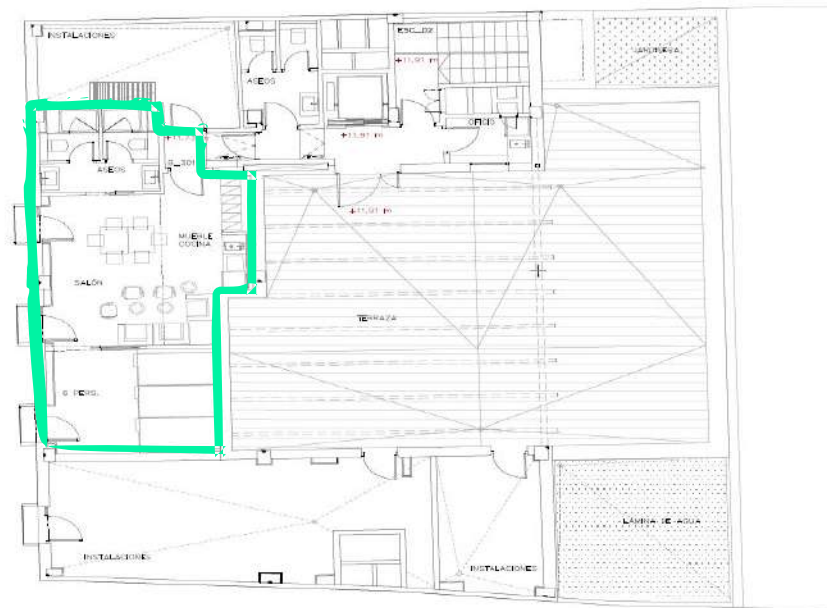 INSTALACIONES
ESC_02
+11,91 m
JARDINERA
ASEOS
OFICIO
+11,91 m
B_301
ASEOS
+11,91 m
MUEBLE
COCINA
SALÓN
TERRAZA
6 PERS.
LÁMINA DE AGUA
INSTALACIONES
INSTALACIONES